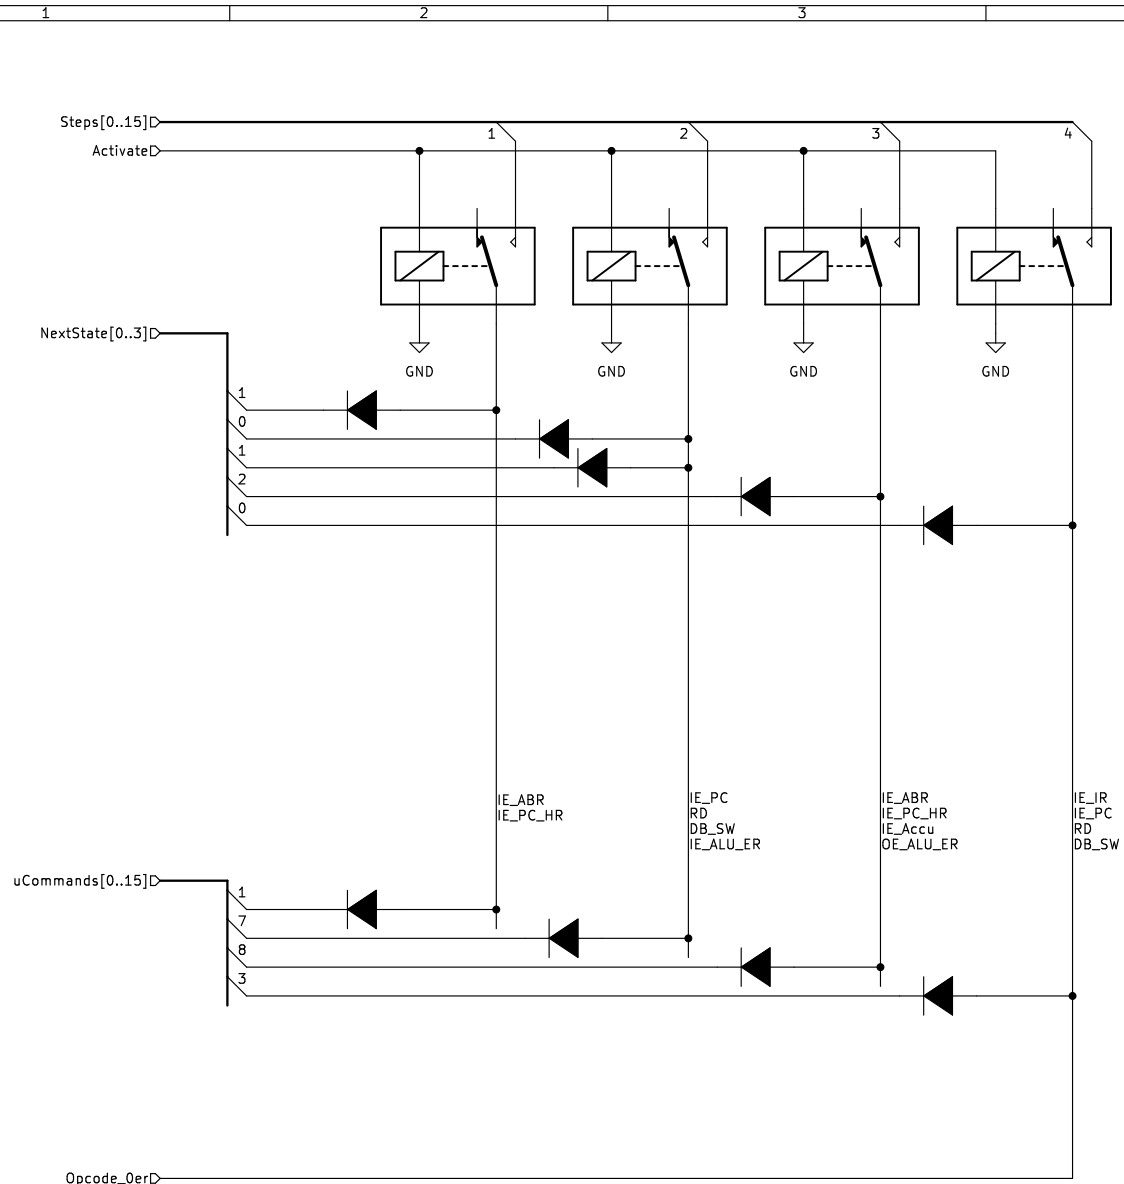 1 2 3
Steps[0..15]
1 2 3 4
Activate
NextState[0..3]
GND GND GND GND
1
0
1
2
0
IE_ABR
IE_PC_HR
IE_PC
RD
DB_SW
IE_ALU_ER
IE_ABR
IE_PC_HR
IE_Accu
OE_ALU_ER
IE_IR
IE_PC
RD
DB_SW
uCommands[0..15]
1
7
8
3
Opcode_0er